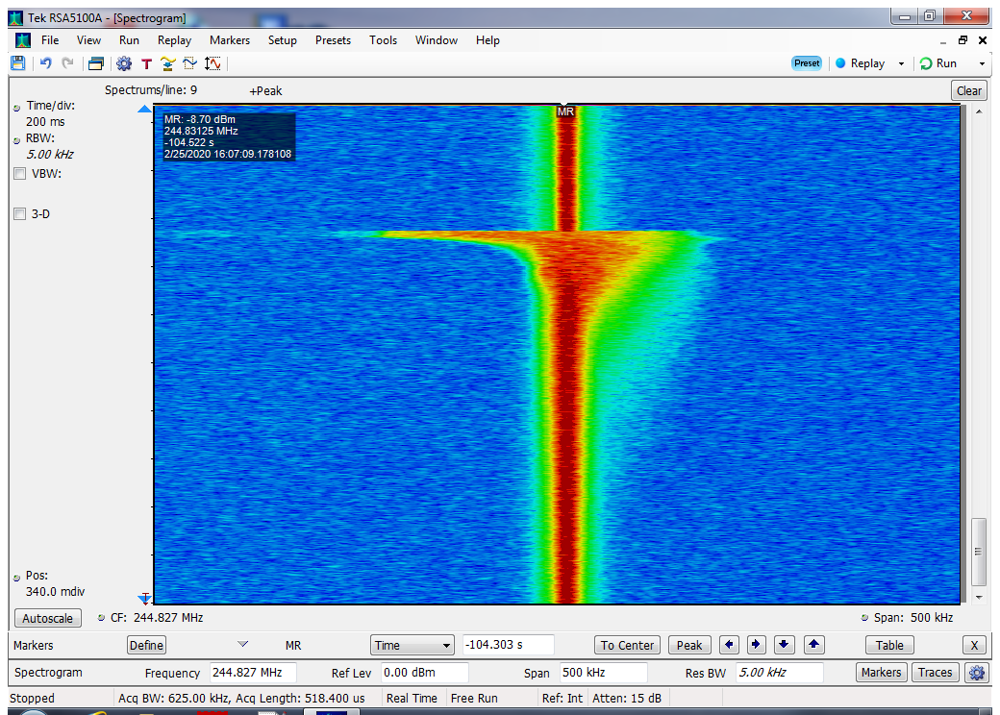 Tek RSA5100A - [Spectrogram]
File View Run Replay Markers Setup Presets Tools Window Help
T Preset Replay Run
Spectrums/line: 9 +Peak Clear
Time/div:
200 ms
RBW:
5.00 kHz
VBW:
3-D
MR
MR: -8.70 dBm
244.83125 MHz
-104.522 s
2/25/2020 16:07:09.178108
Pos:
340.0 mdiv
Autoscale CF: 244.827 MHz Span: 500 kHz
Markers Define MR Time -104.303 s To Center Peak Table X
Spectrogram Frequency 244.827 MHz Ref Lev 0.00 dBm Span 500 kHz Res BW 5.00 kHz Markers Traces
Stopped Acq BW: 625.00 kHz, Acq Length: 518.400 us Real Time Free Run Ref: Int Atten: 15 dB